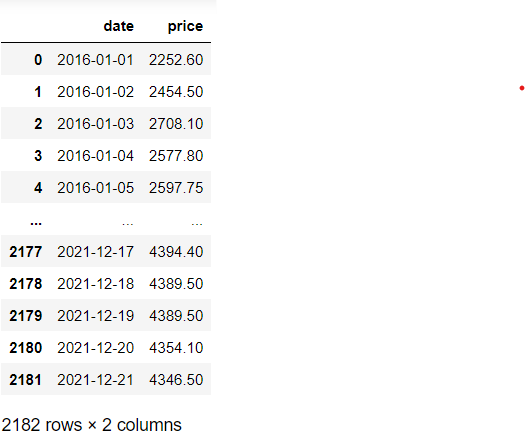 date price
0 2016-01-01 2252.60
1 2016-01-02 2454.50
2 2016-01-03 2708.10
3 2016-01-04 2577.80
4 2016-01-05 2597.75
... ... ...
2177 2021-12-17 4394.40
2178 2021-12-18 4389.50
2179 2021-12-19 4389.50
2180 2021-12-20 4354.10
2181 2021-12-21 4346.50
2182 rows × 2 columns